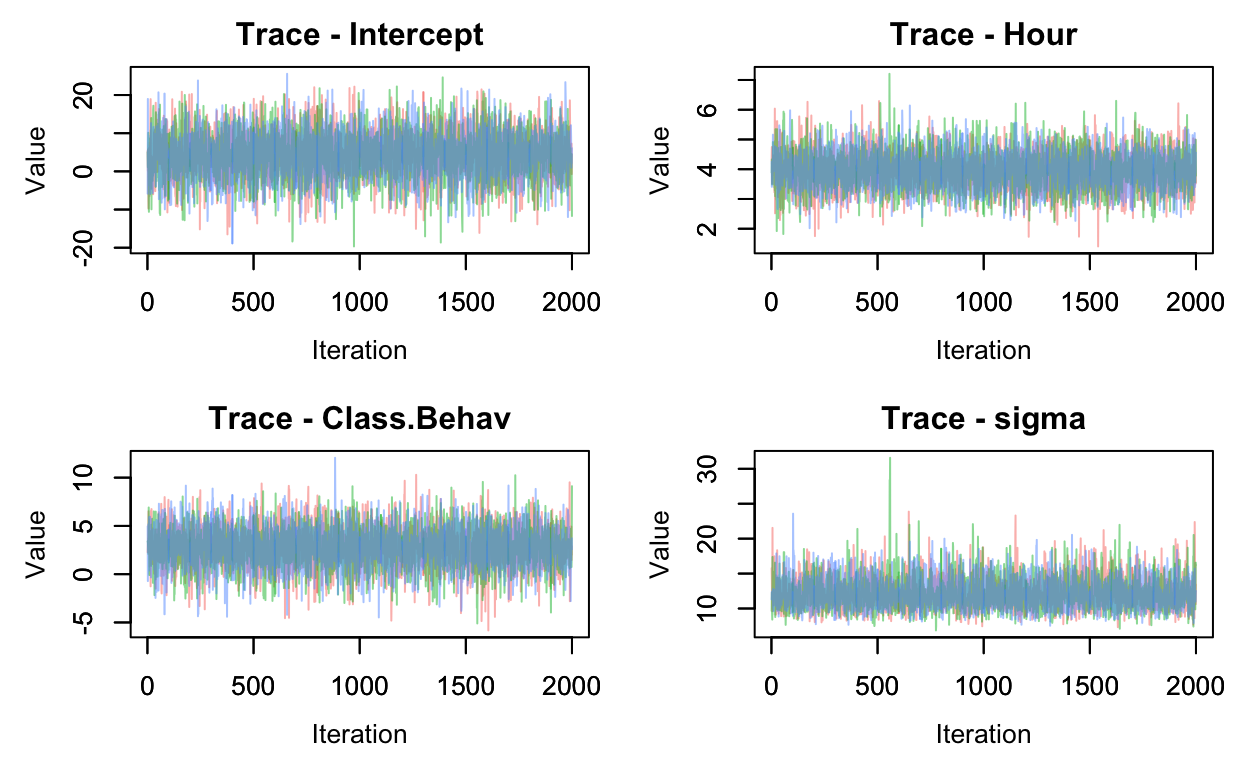 Trace - Intercept
Value
20
0
-20
0 500 1000 1500 2000
Iteration
Trace - Hour
Value
6
4
2
0 500 1000 1500 2000
Iteration
Trace - Class.Behav
Value
10
5
0
-5
0 500 1000 1500 2000
Iteration
Trace - sigma
Value
30
20
10
0 500 1000 1500 2000
Iteration